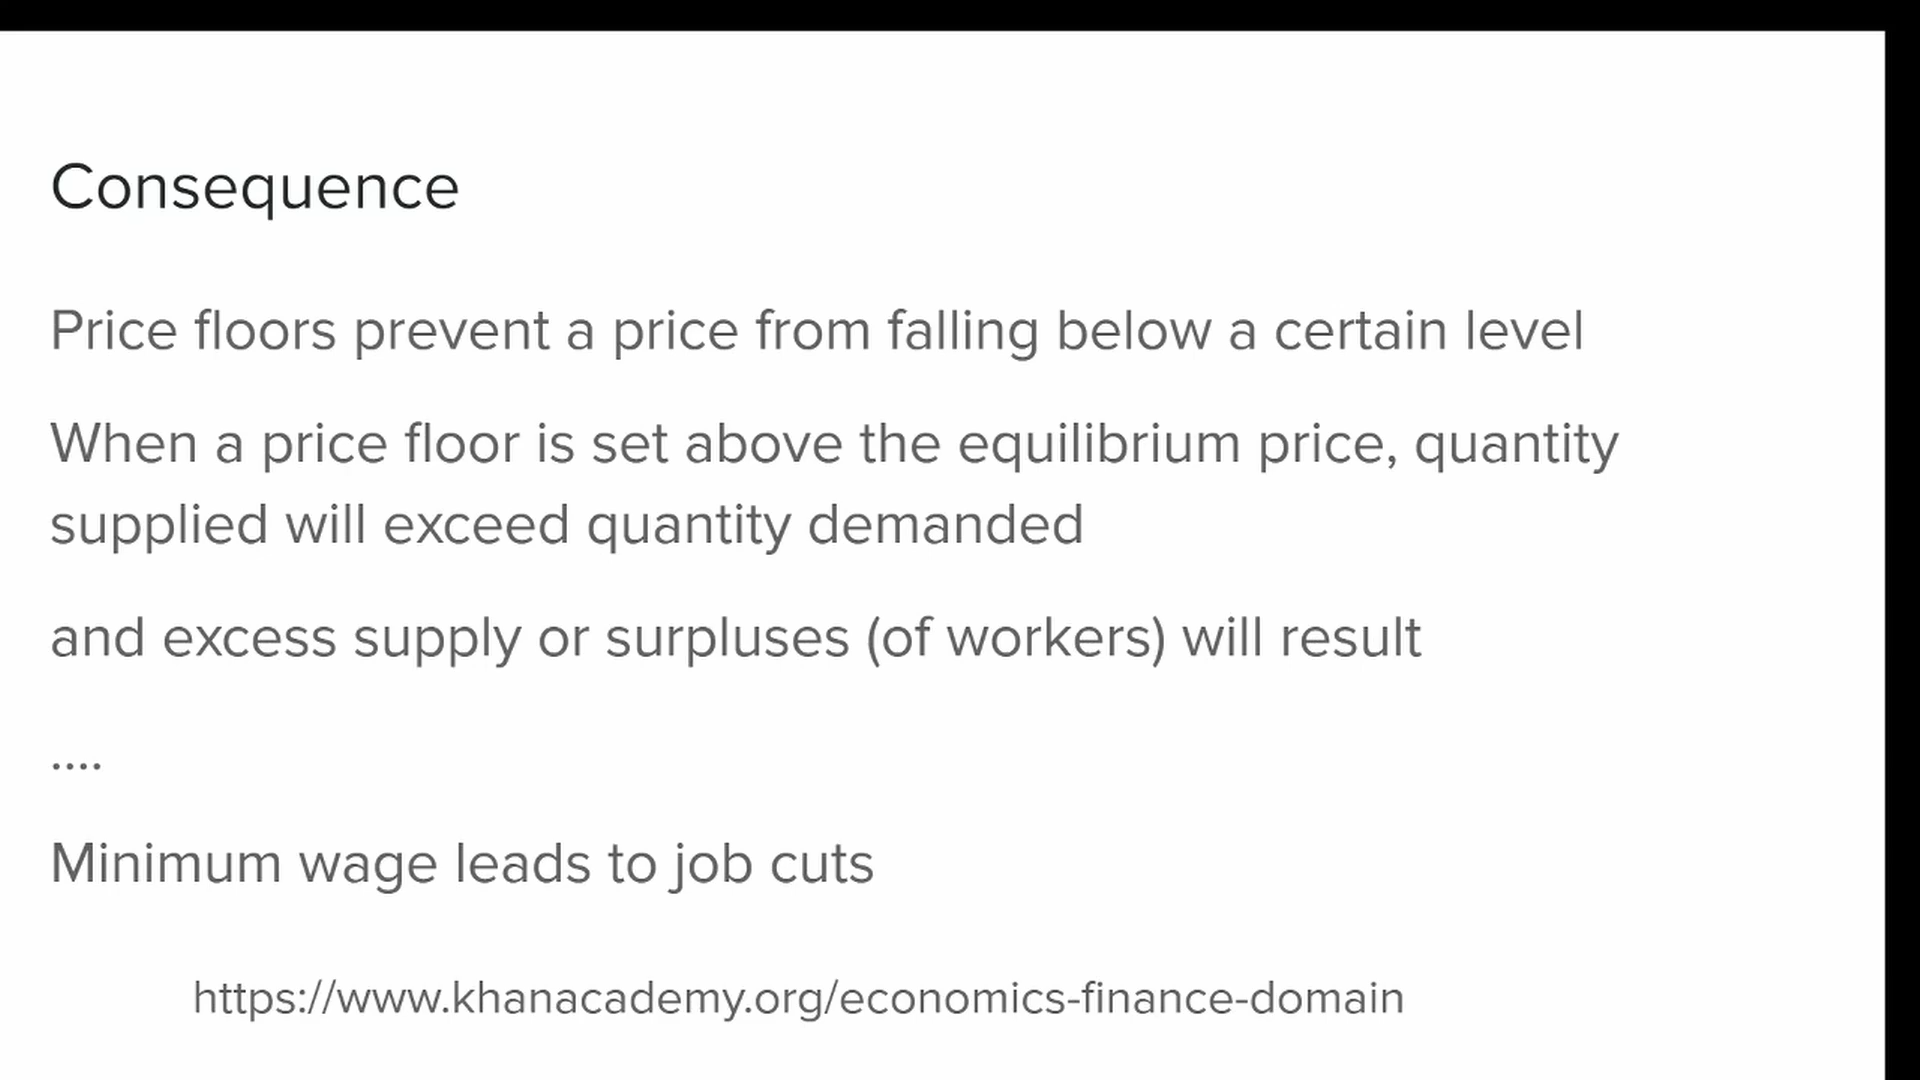 Consequence
Price floors prevent a price from falling below a certain level
When a price floor is set above the equilibrium price, quantity
supplied will exceed quantity demanded
and excess supply or surpluses (of workers) will result
....
Minimum wage leads to job cuts
https://www.khanacademy.org/economics-finance-domain